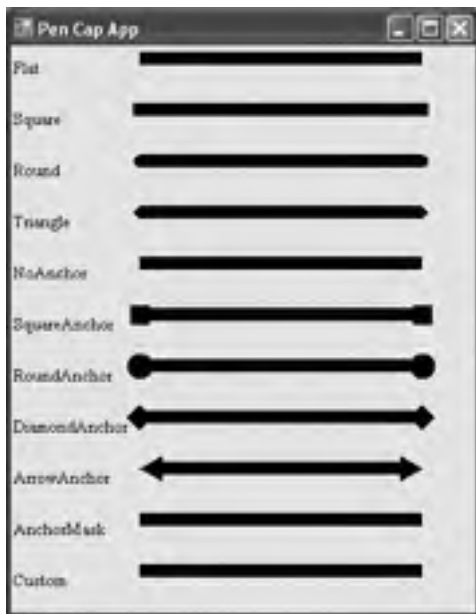 Pen Cap App
Flat
Square
Round
Triangle
NoAnchor
SquareAnchor
RoundAnchor
DiamondAnchor
ArrowAnchor
AnchorMask
Custom